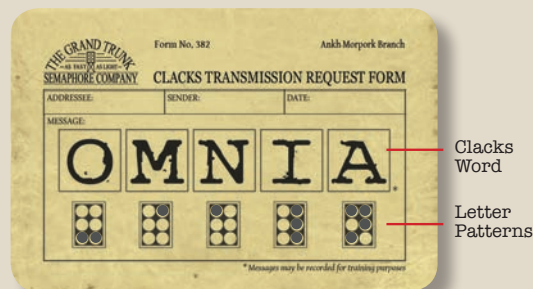 THE GRAND TRUNK
~AS FAST AS LIGHT~
SEMAPHORE COMPANY
Form No, 382
Ankh Morpork Branch
CLACKS TRANSMISSION REQUEST FORM
ADDRESSEE:
SENDER:
DATE:
MESSAGE:
OMNIA
* Messages may be recorded for training purposes
Clacks
Word
Letter
Patterns